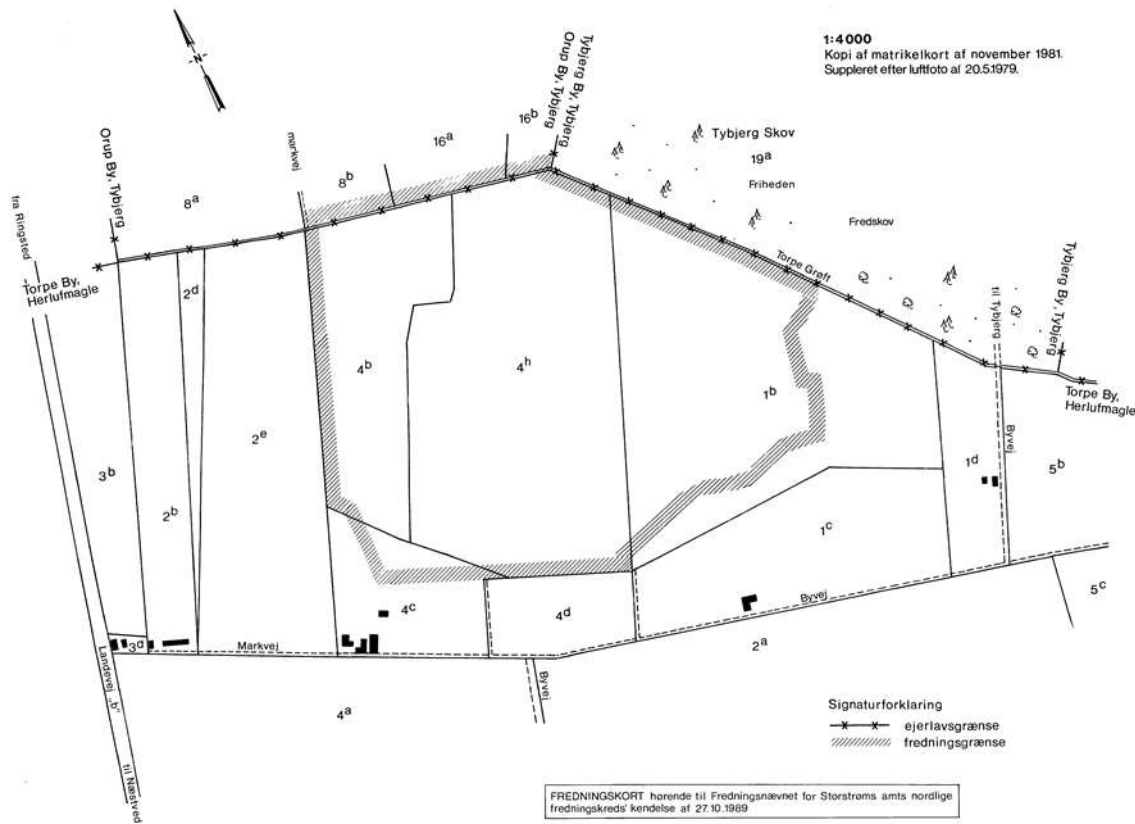 1:4000
Kopi af matrikelkort af november 1981.
Suppleret efter luftfoto af 20.5.1979.
-N-
Tybjerg By, Tybjerg
Orup By, Tybjerg
16b
16a
markvej
8b
Orup By, Tybjerg
8a
fra Ringsted
Torpe By,
Herlufmagle
Tybjerg Skov
19a
Friheden
Fredskov
Torpe Grøft
til Tybjerg
Tybjerg By, Tybjerg
Torpe By,
Herlufmagle
2d
4b
4h
1b
2e
3b
2b
1d
Byvej
5b
1c
4c
4d
Byvej
5c
3a
Markvej
2a
Landevej "b"
Byvej
4a
til Næstved
Signaturforklaring
ejerlavsgrænse
fredningsgrænse
FREDNINGSKORT hørende til Fredningsnævnet for Storstrøms amts nordlige
fredningskreds' kendelse af 27.10.1989